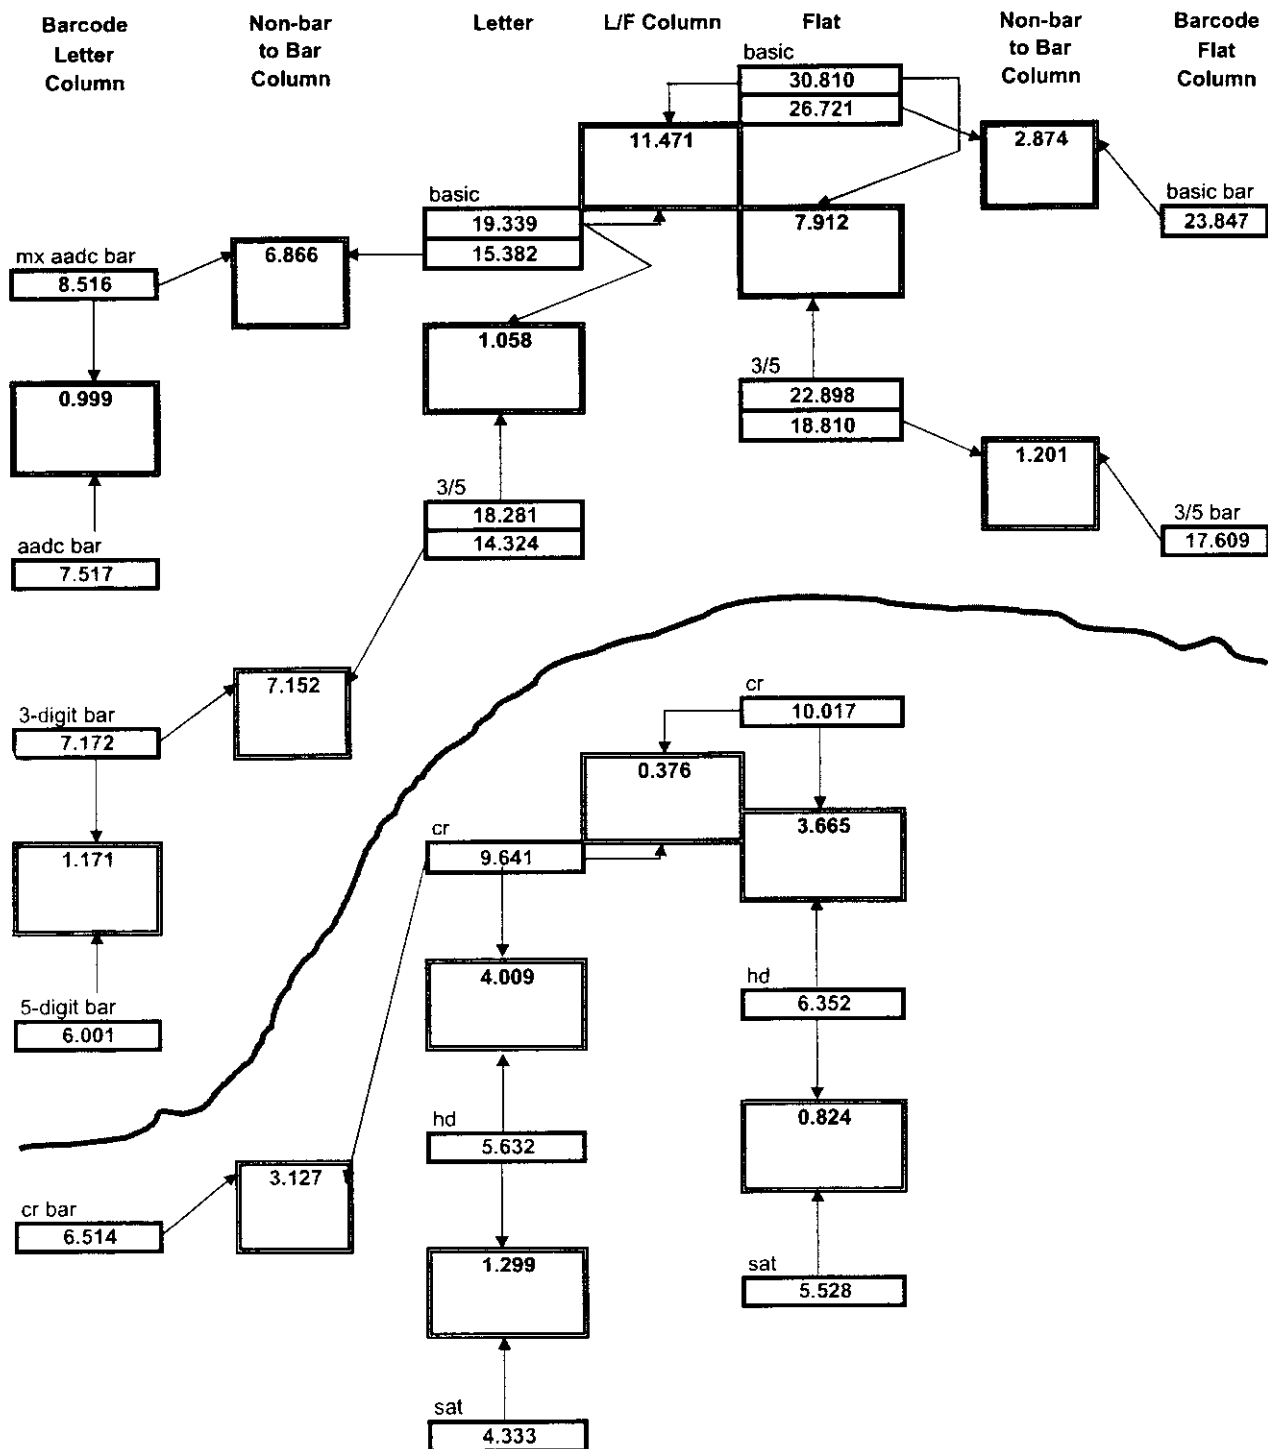 Barcode
Letter
Column
Non-bar
to Bar
Column
Letter
L/F Column
Flat
Non-bar
to Bar
Column
Barcode
Flat
Column
basic
30.810
26.721
11.471
2.874
basic
19.339
15.382
7.912
basic bar
23.847
mx aadc bar
8.516
6.866
1.058
0.999
3/5
22.898
18.810
1.201
3/5
18.281
14.324
3/5 bar
17.609
aadc bar
7.517
7.152
3-digit bar
7.172
cr
10.017
0.376
3.665
cr
9.641
1.171
4.009
hd
6.352
5-digit bar
6.001
0.824
hd
5.632
3.127
cr bar
6.514
1.299
sat
5.528
sat
4.333